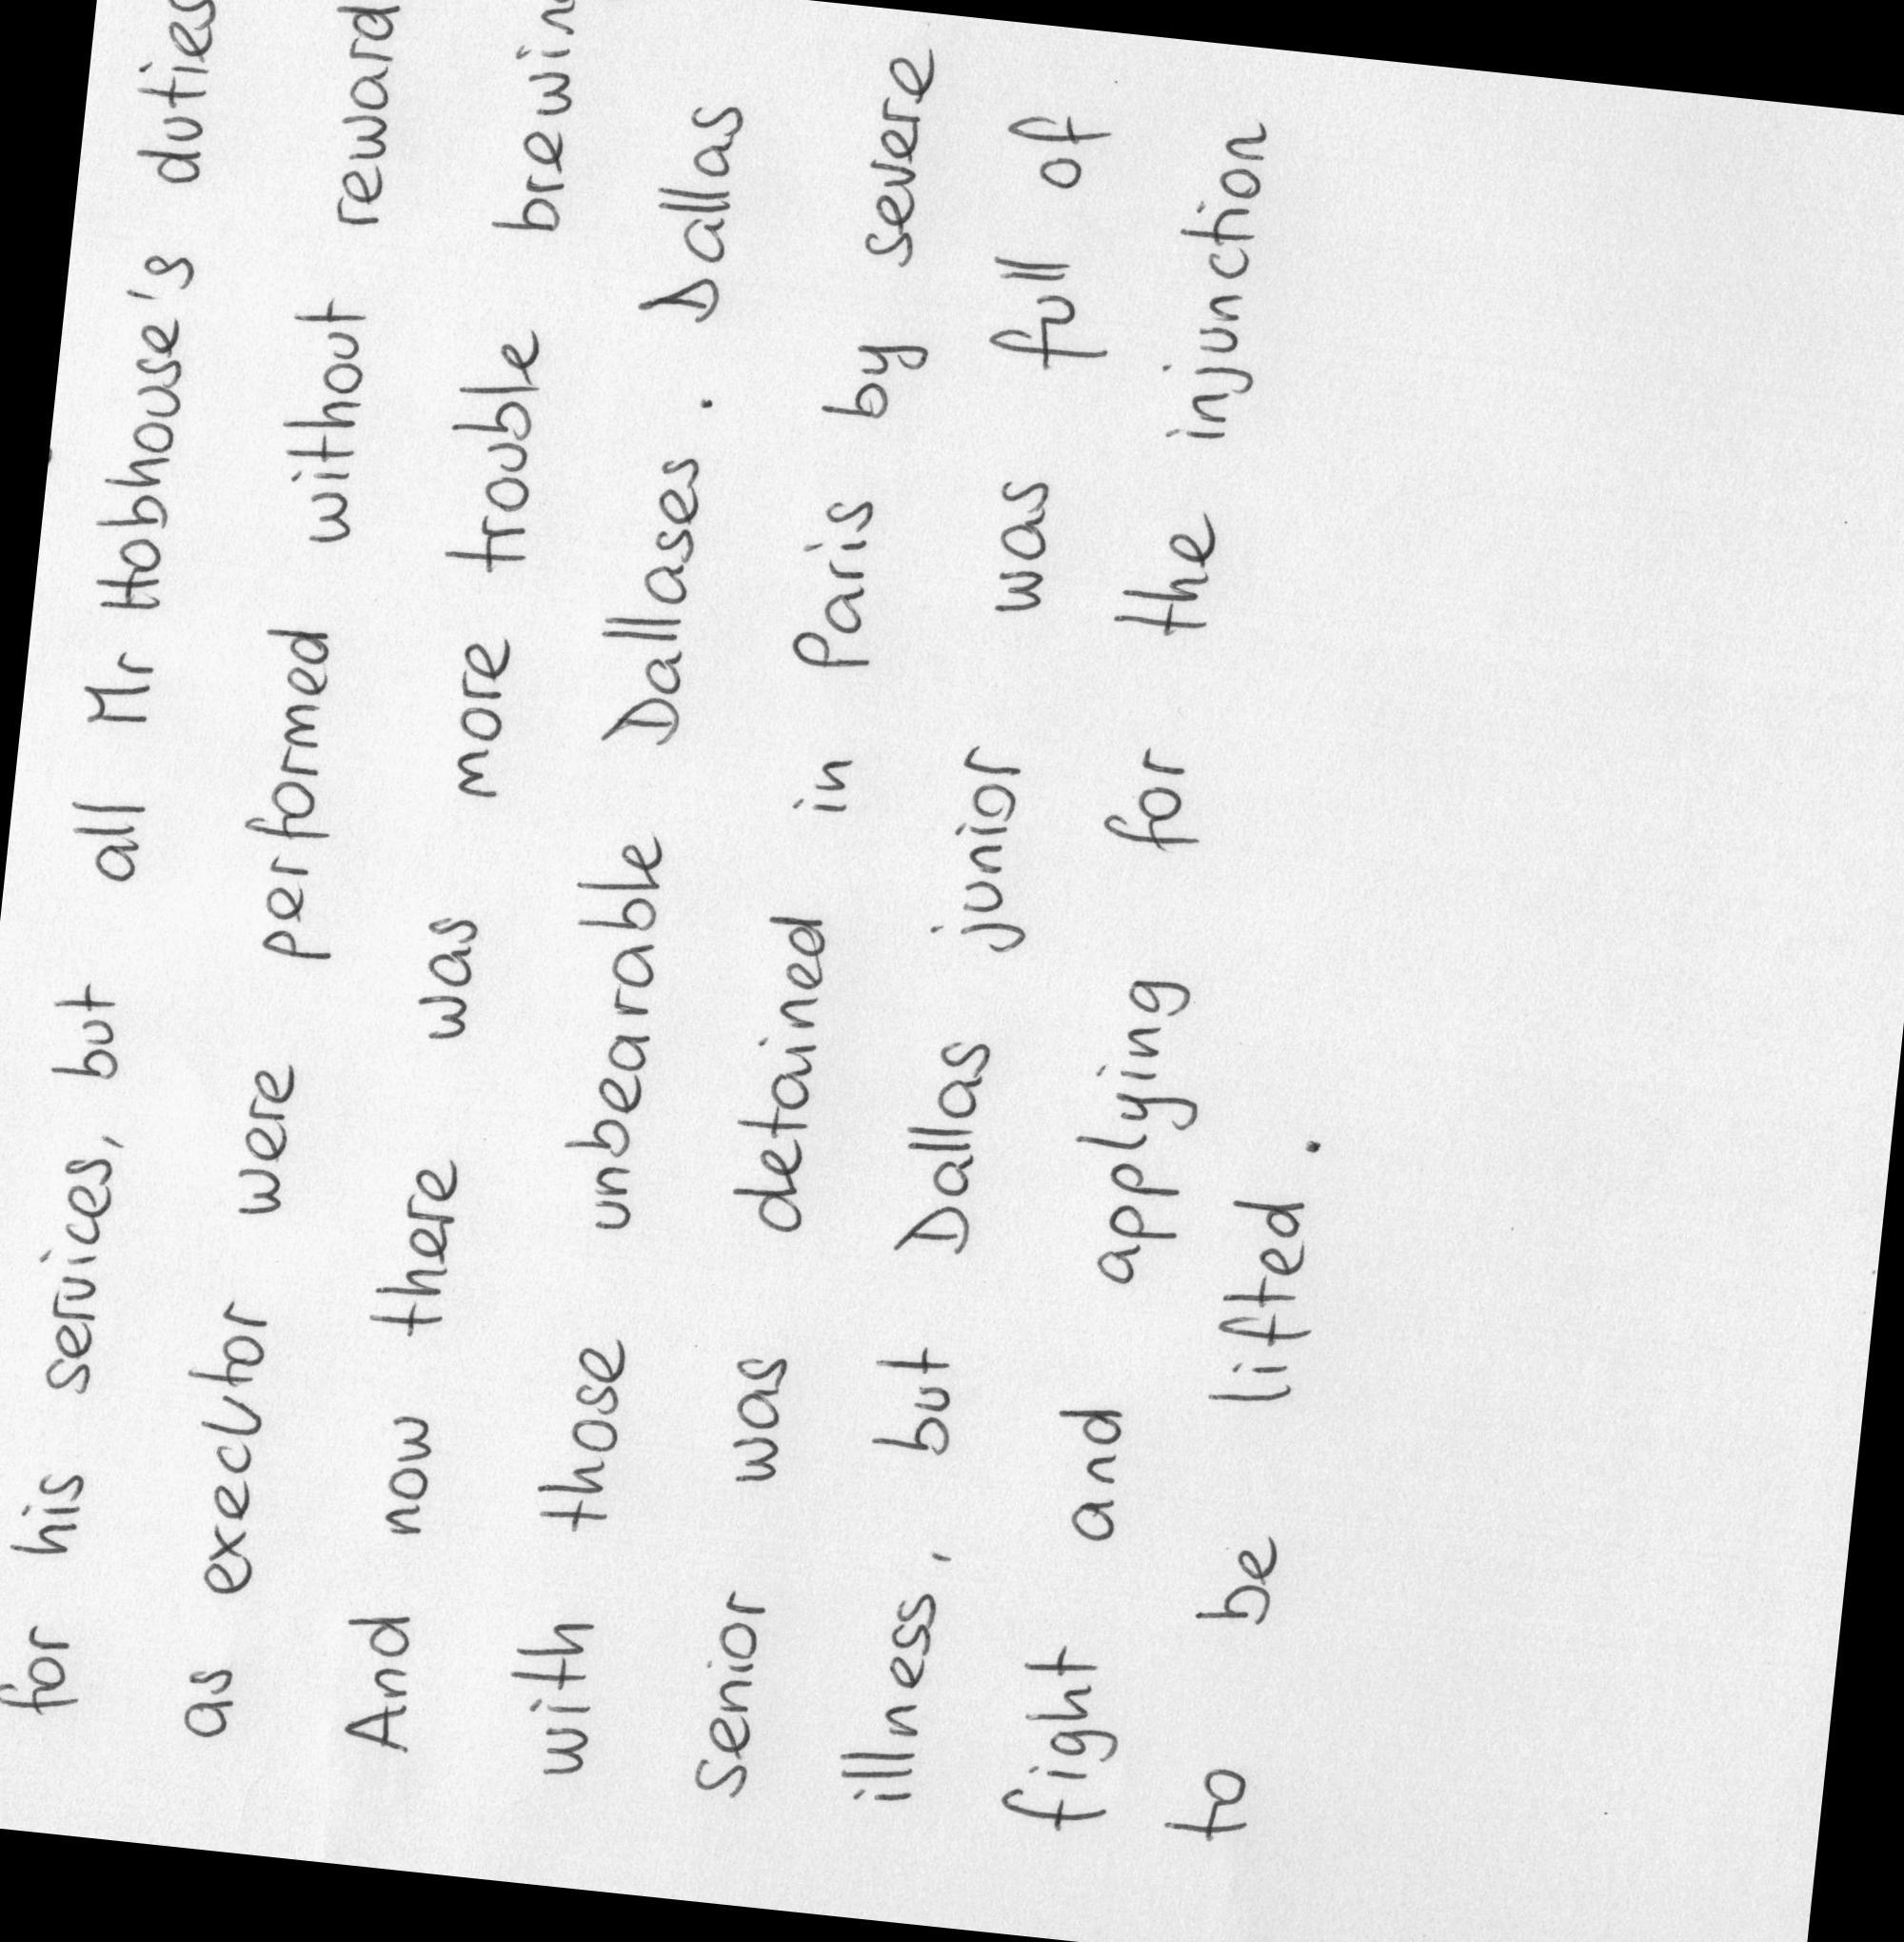 for his services, but all Mr Hobhouse's duties
as executor were performed without reward
And now there was more trouble brewin
with those unbearable Dallases. Dallas
senior was detained in Paris by severe
illness, but Dallas junior was full of
fight and applying for the injunction
to be lifted.